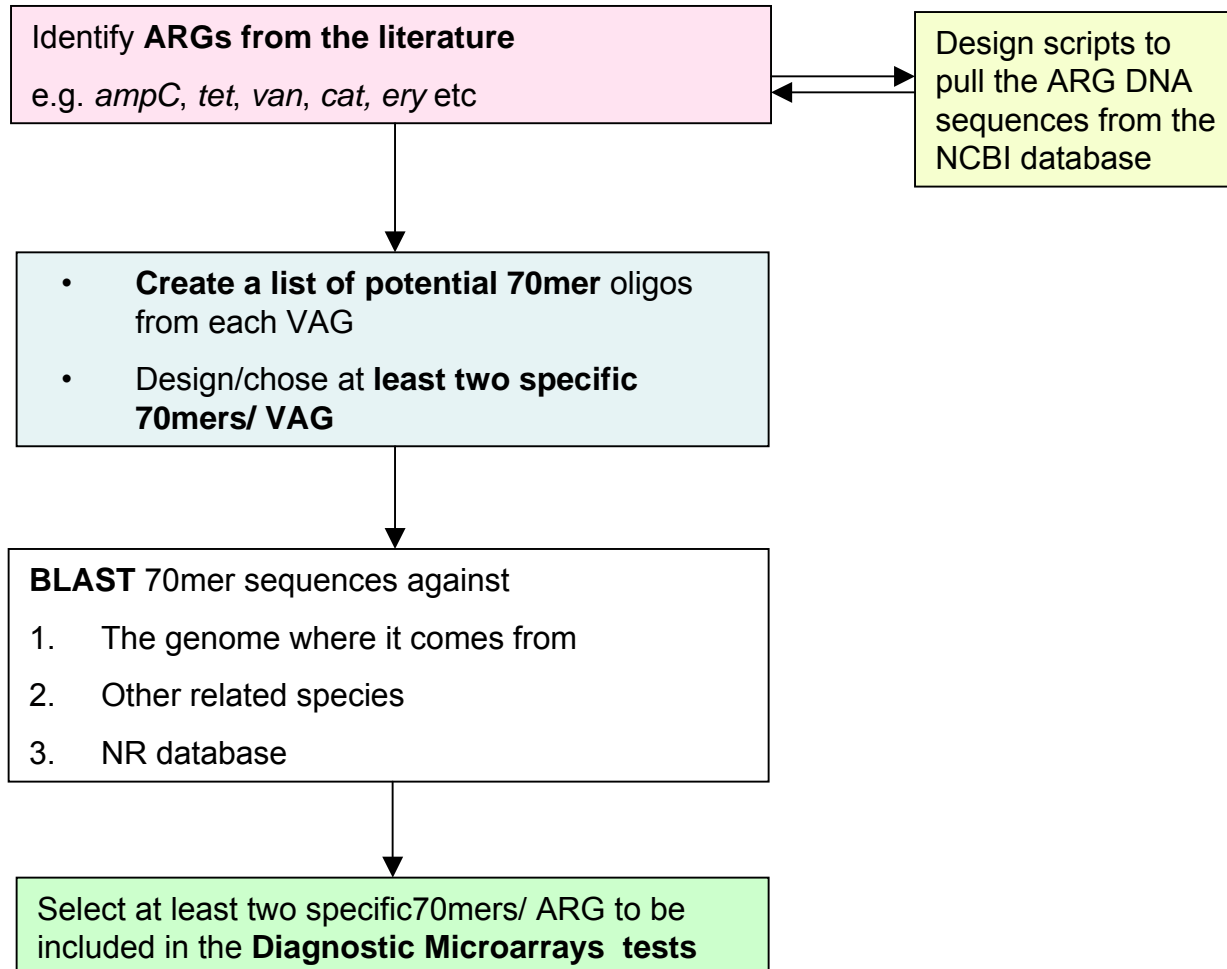 Identify ARGs from the literature
e.g. ampC, tet, van, cat, ery etc
Design scripts to
pull the ARG DNA
sequences from the
NCBI database
• Create a list of potential 70mer oligos
from each VAG
• Design/chose at least two specific
70mers/ VAG
BLAST 70mer sequences against
1. The genome where it comes from
2. Other related species
3. NR database
Select at least two specific70mers/ ARG to be
included in the Diagnostic Microarrays tests